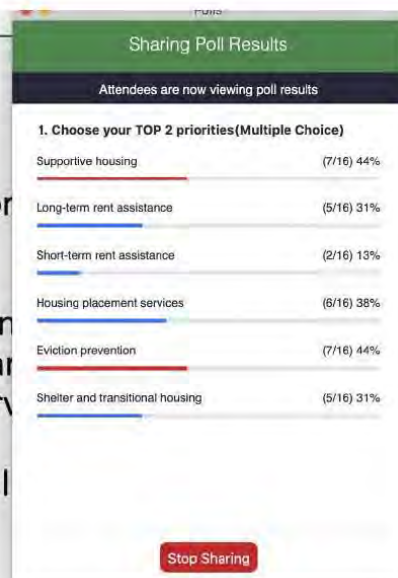 Polls
Sharing Poll Results
Attendees are now viewing poll results
1. Choose your TOP 2 priorities(Multiple Choice)
Supportive housing (7/16) 44%
Long-term rent assistance (5/16) 31%
Short-term rent assistance (2/16) 13%
Housing placement services (6/16) 38%
Eviction prevention (7/16) 44%
Shelter and transitional housing (5/16) 31%
Stop Sharing